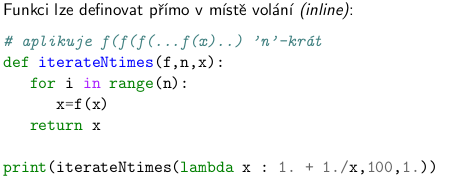 Funkci lze definovat přímo v místě volání (inline):
# aplikuje f(f(f(...f(x)..) 'n'-krát
def iterateNtimes(f,n,x):
   for i in range(n):
      x=f(x)
   return x
print(iterateNtimes(lambda x : 1. + 1./x,100,1.))